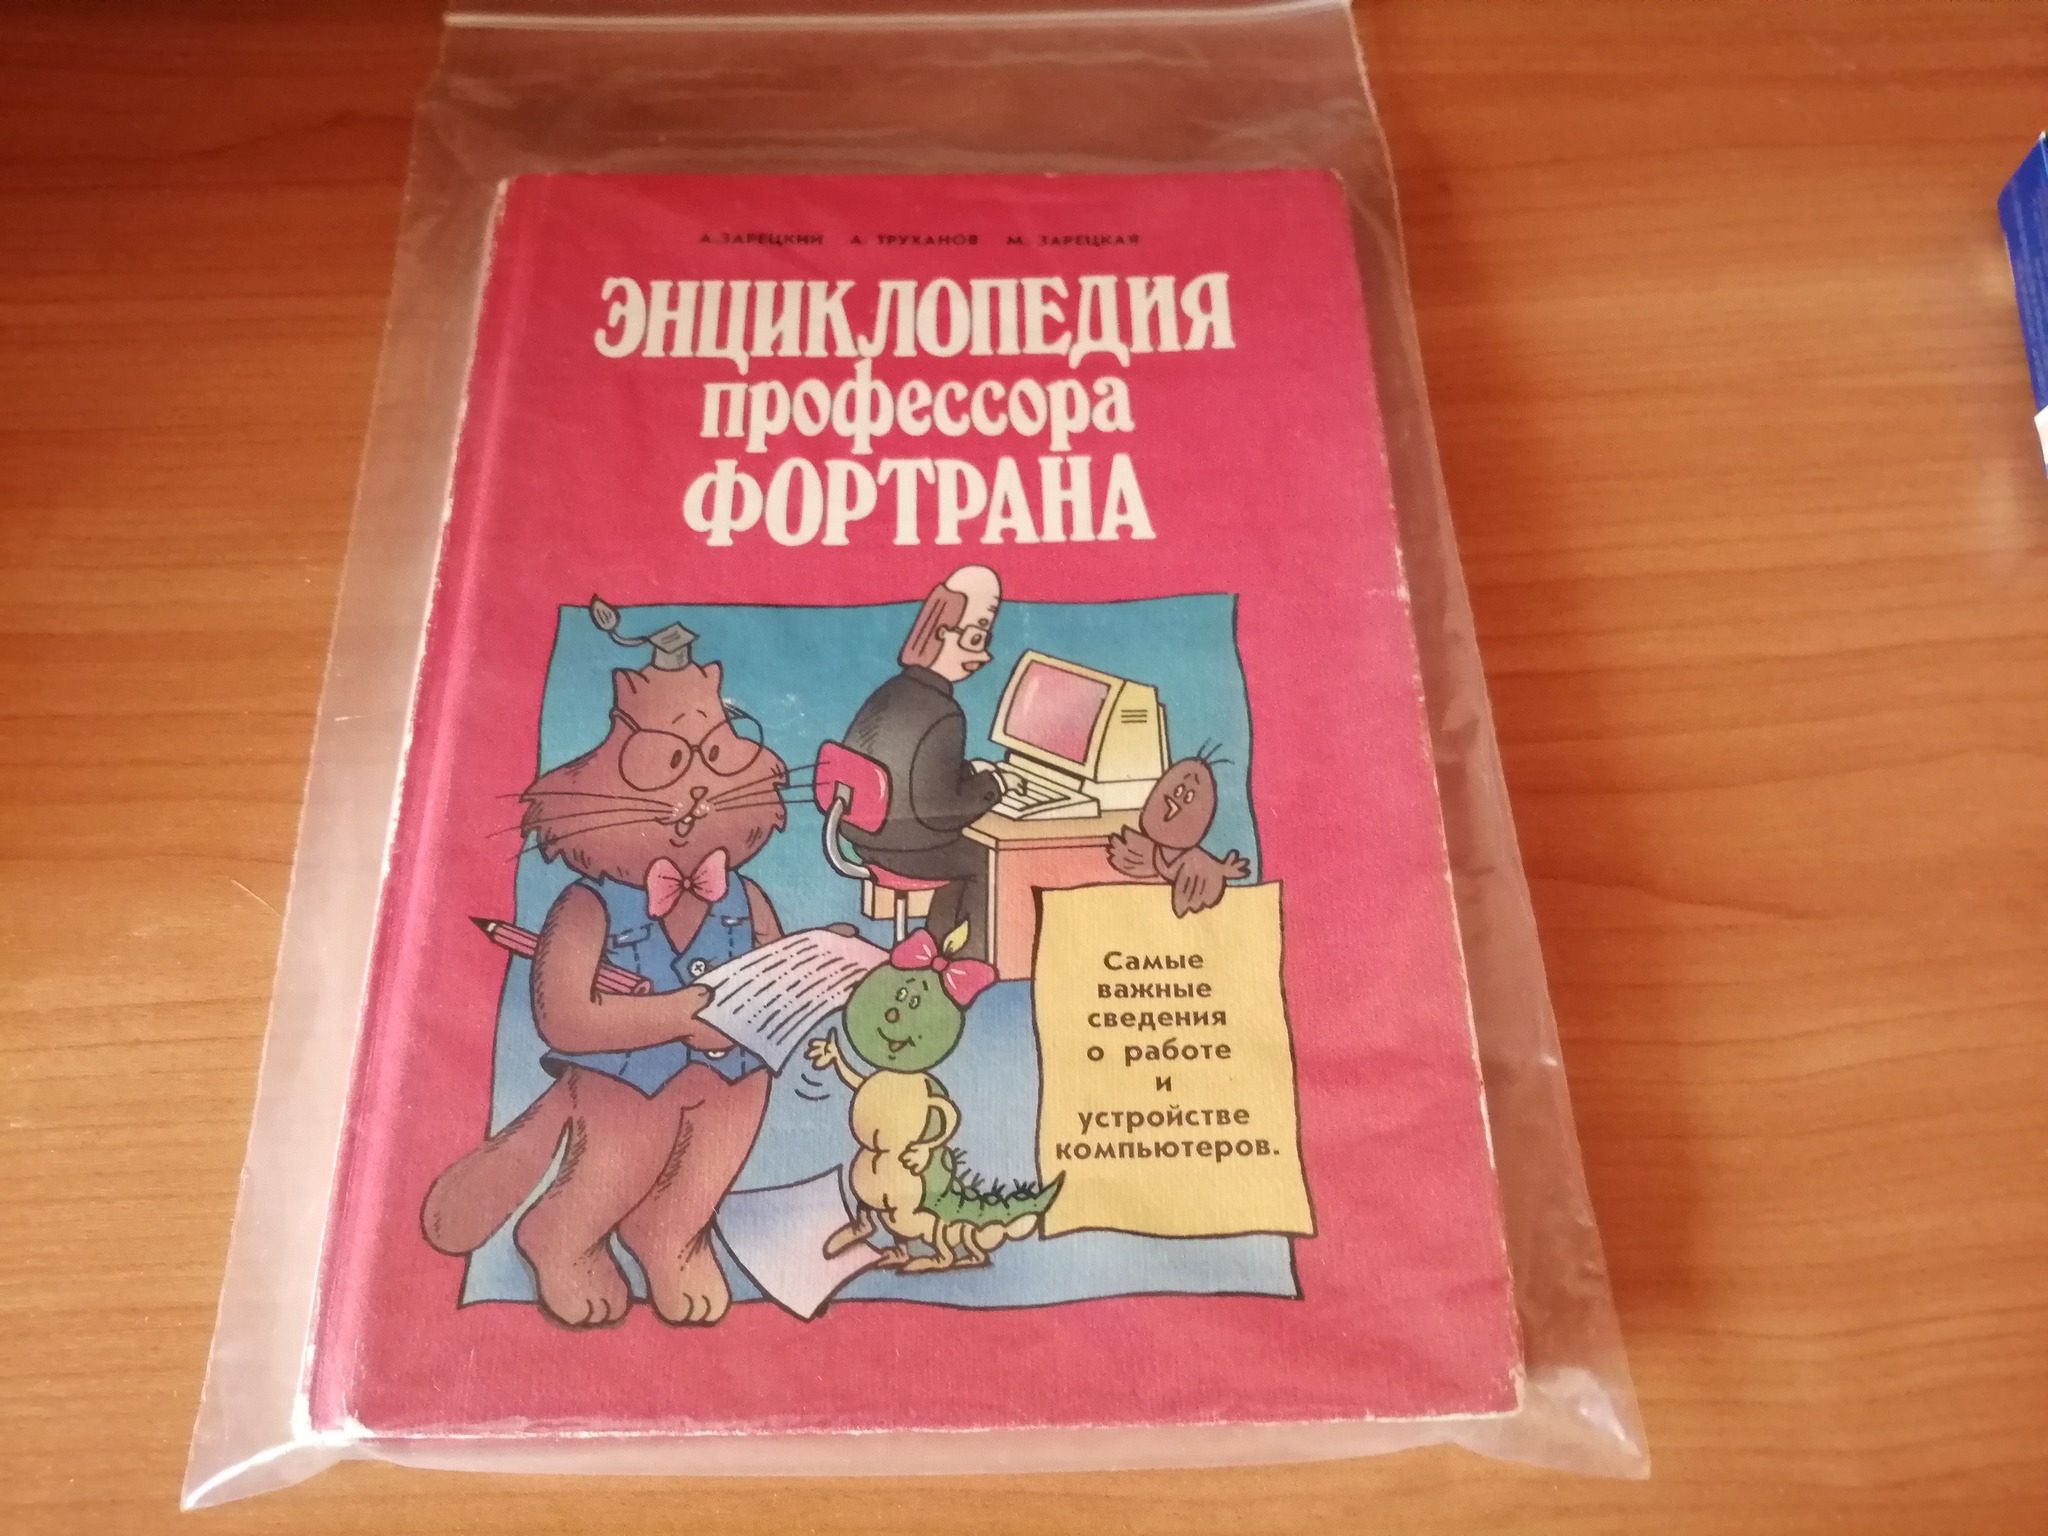 А. ЗАРЕЦКИЙ А. ТРУХАНОВ М. ЗАРЕЦКАЯ
ЭНЦИКЛОПЕДИЯ
профессора
ФОРТРАНА
Самые
важные
сведения
о работе
и
устройстве
компьютеров.